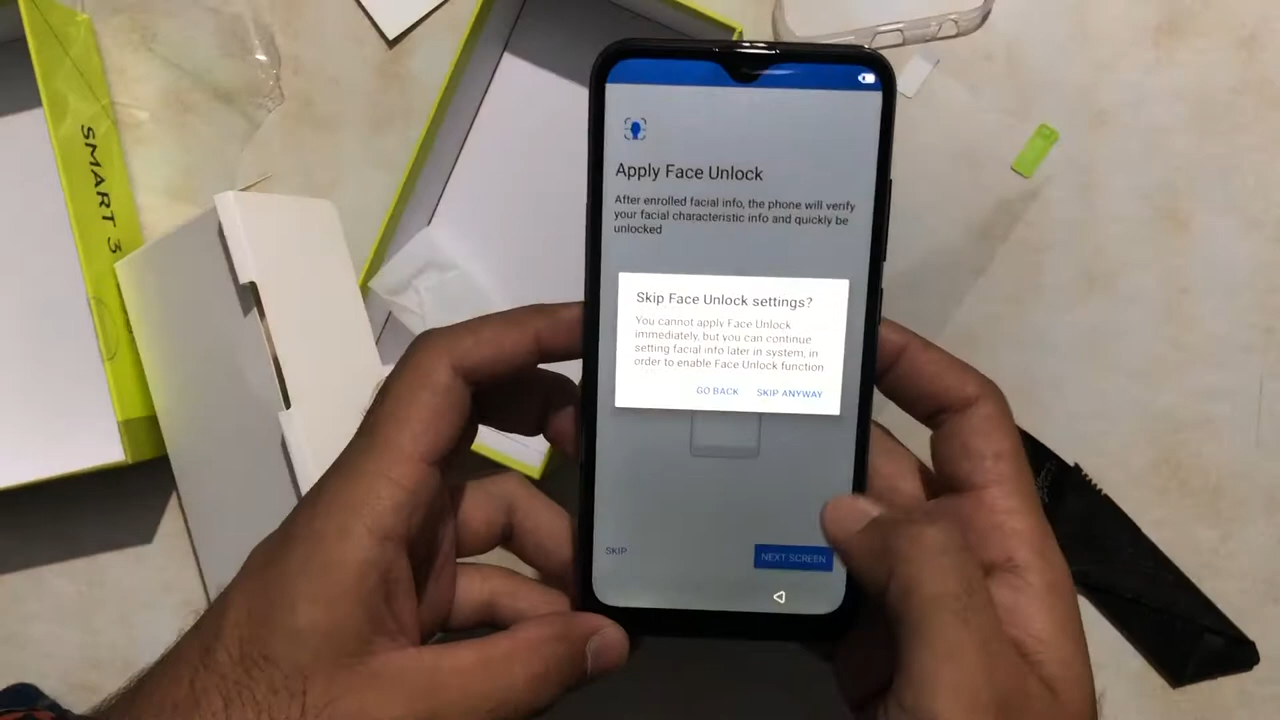 SMART 3
Apply Face Unlock
After enrolled facial info, the phone will verify
your facial characteristic info and quickly be
unlocked
Skip Face Unlock settings?
You cannot apply Face Unlock
immediately, but you can continue
setting facial info later in system, in
order to enable Face Unlock function
GO BACK SKIP ANYWAY
SKIP
NEXT SCREEN